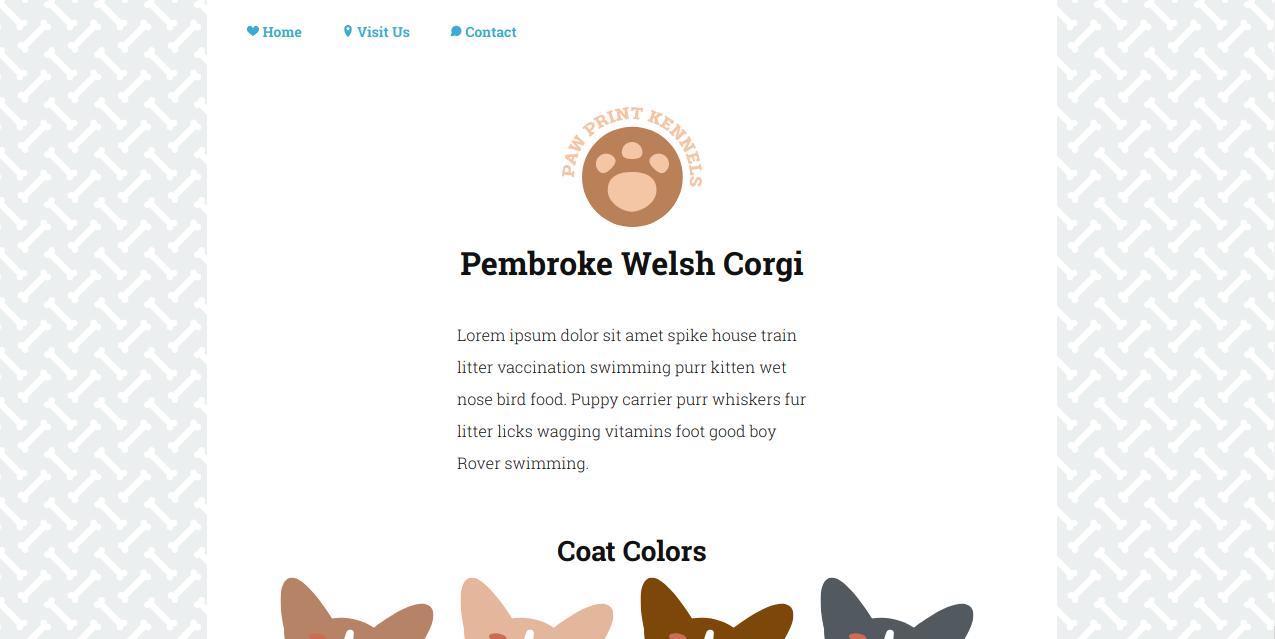 Home
Visit Us
Contact
PAW PRINT KENNELS
Pembroke Welsh Corgi
Lorem ipsum dolor sit amet spike house train
litter vaccination swimming purr kitten wet
nose bird food. Puppy carrier purr whiskers fur
litter licks wagging vitamins foot good boy
Rover swimming.
Coat Colors